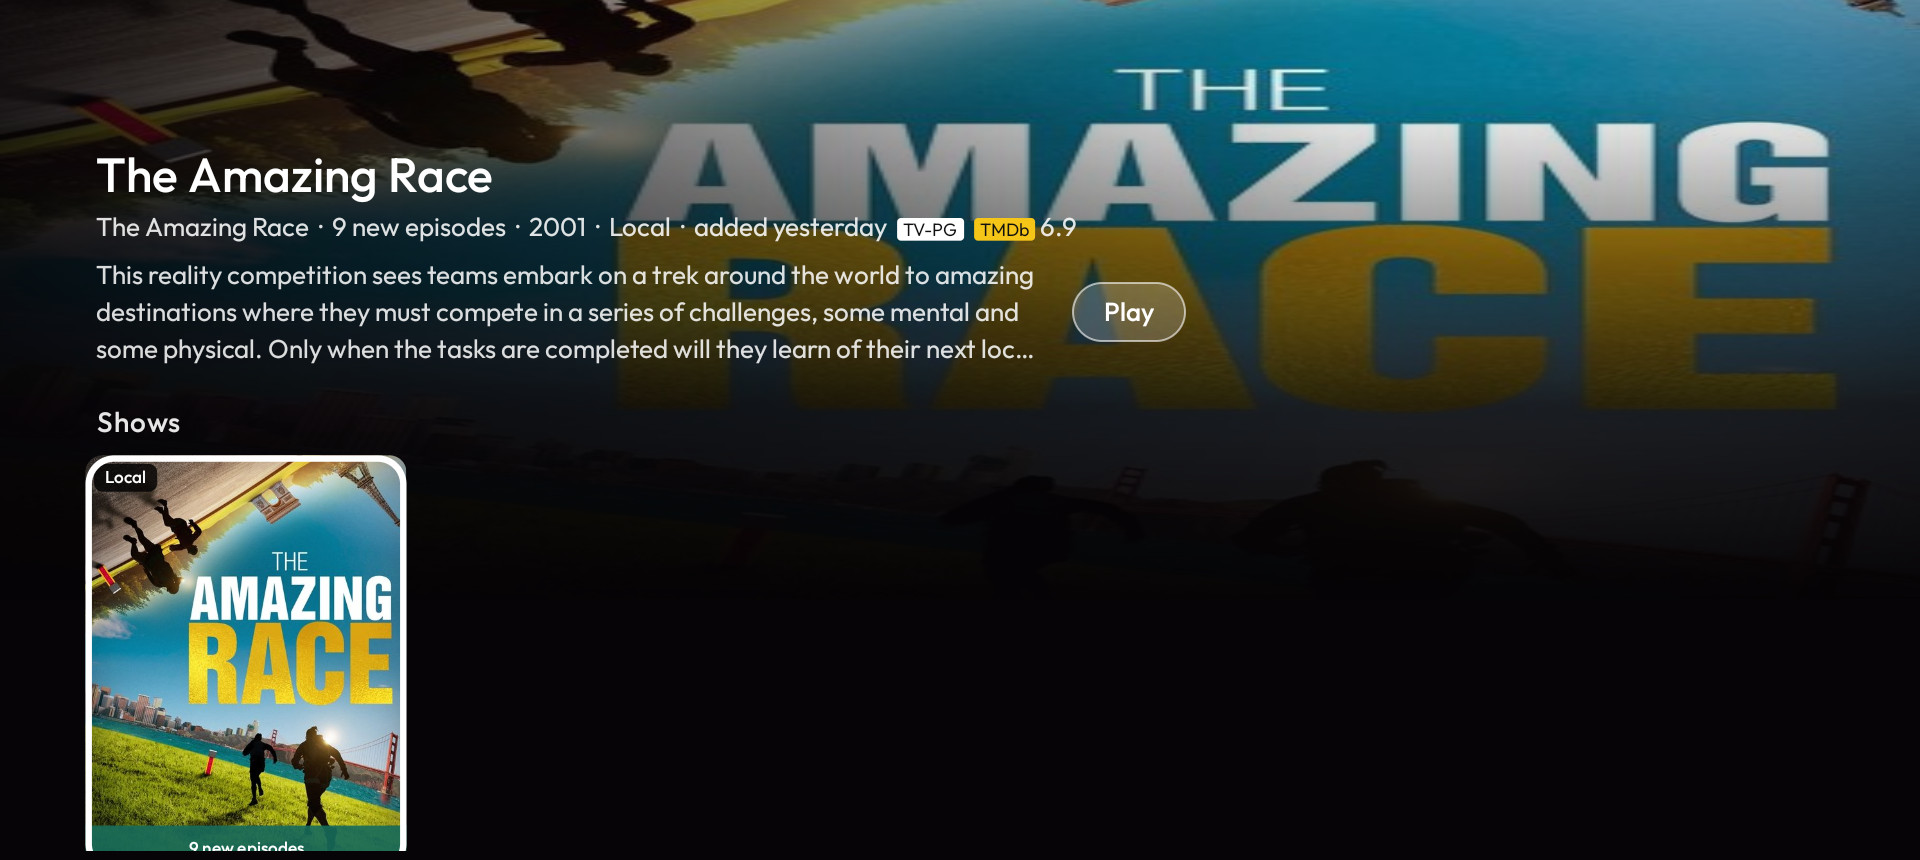 THE
AMAZING
RACE
The Amazing Race
The Amazing Race · 9 new episodes · 2001 · Local · added yesterday TV-PG TMDb 6.9
This reality competition sees teams embark on a trek around the world to amazing
destinations where they must compete in a series of challenges, some mental and
some physical. Only when the tasks are completed will they learn of their next loc...
Play
Shows
Local
THE
AMAZING
RACE
9 new episodes